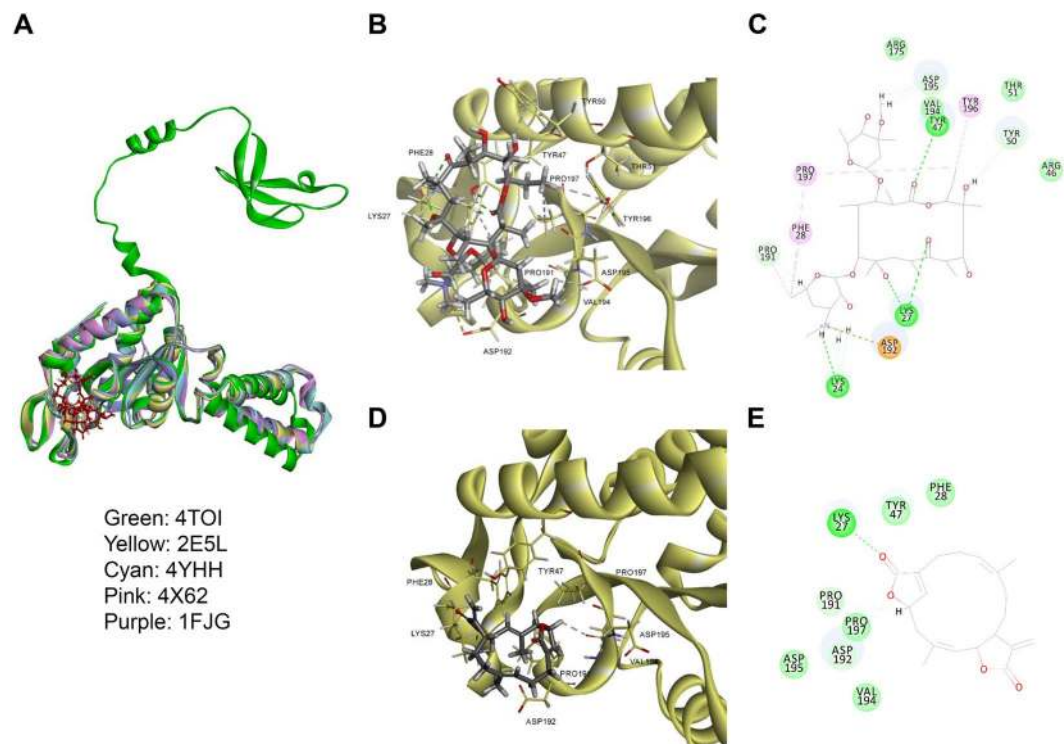 A
Green: 4TOI
Yellow: 2E5L
Cyan: 4YHH
Pink: 4X62
Purple: 1FJG
B
TYR50
PHE28
TYR47
PRO197
LYS27
TYR196
PRO191
ASP195
VAL194
ASP192
C
ARG
175
ASP
195
VAL
194
TYR
47
TYR
196
THR
51
TYR
50
ARG
46
PRO
197
PHE
28
PRO
191
LYS
27
ASP
192
LYS
24
H
H
H
H
H
H
H
O
O
O
O
O
O
O
D
TYR47
PRO197
PHE28
LYS27
ASP195
ASP192
E
PHE
28
TYR
47
LYS
27
O
O
H
PRO
191
PRO
197
ASP
192
ASP
195
VAL
194
O
O